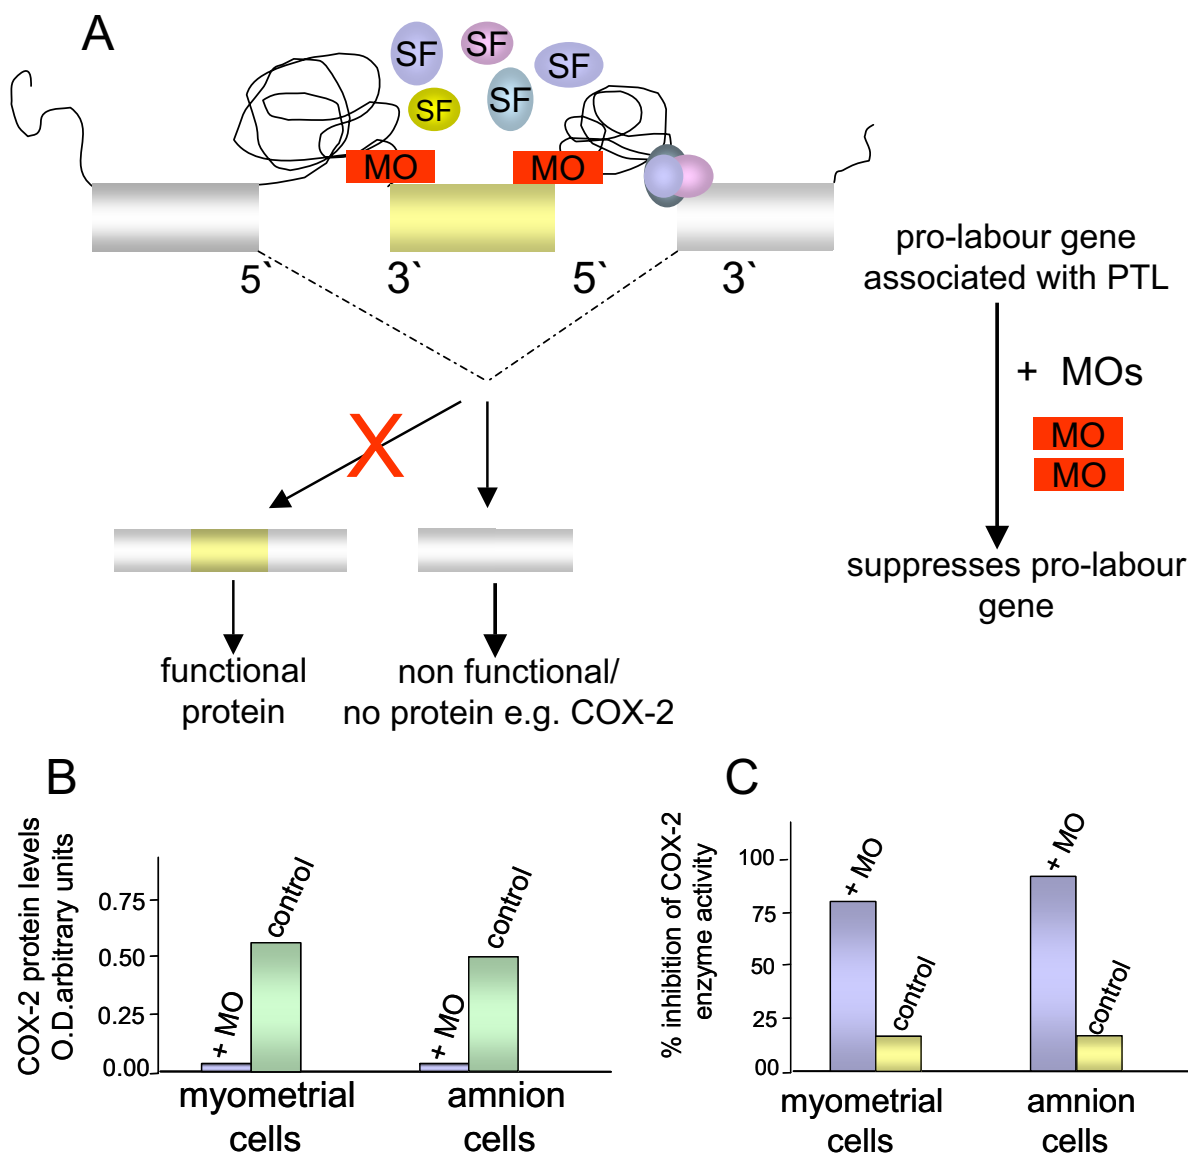 A
SF
SF
SF
SF
SF
MO
MO
5`
3`
5`
3`
pro-labour gene
associated with PTL
+ MOs
MO
MO
suppresses pro-labour
gene
X
functional
protein
non functional/
no protein e.g. COX-2
B
COX-2 protein levels
O.D.arbitrary units
0.75
0.50
0.25
0.00
+ MO
control
+ MO
control
myometrial
cells
amnion
cells
C
% inhibition of COX-2
enzyme activity
100
75
50
25
00
+ MO
control
+ MO
control
myometrial
cells
amnion
cells